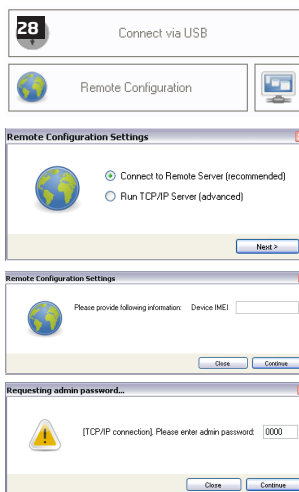 28
Connect via USB
Remote Configuration
Remote Configuration Settings
Connect to Remote Server (recommended)
Run TCP/IP Server (advanced)
Next >
Remote Configuration Settings
Please provide following information: Device IMEI
Close Continue
Requesting admin password...
[TCP/IP connection]. Please enter admin password: 0000
Close Continue